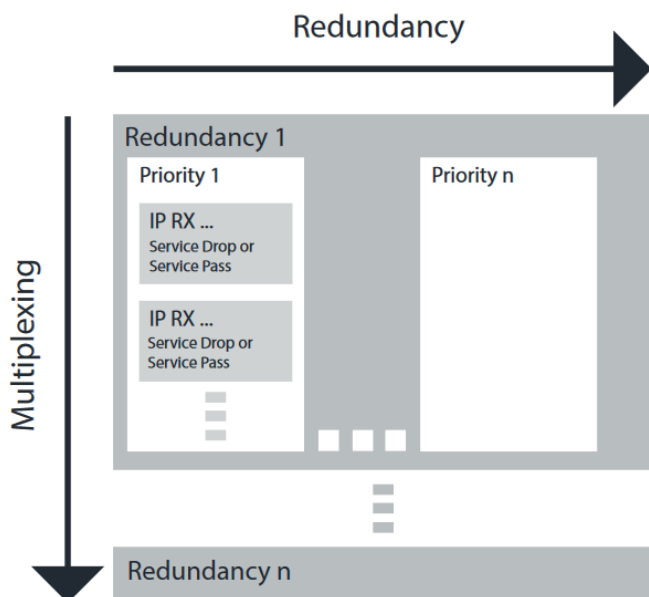 Redundancy
Multiplexing
Redundancy 1
Priority 1
IP RX ...
Service Drop or
Service Pass
IP RX ...
Service Drop or
Service Pass
Priority n
Redundancy n